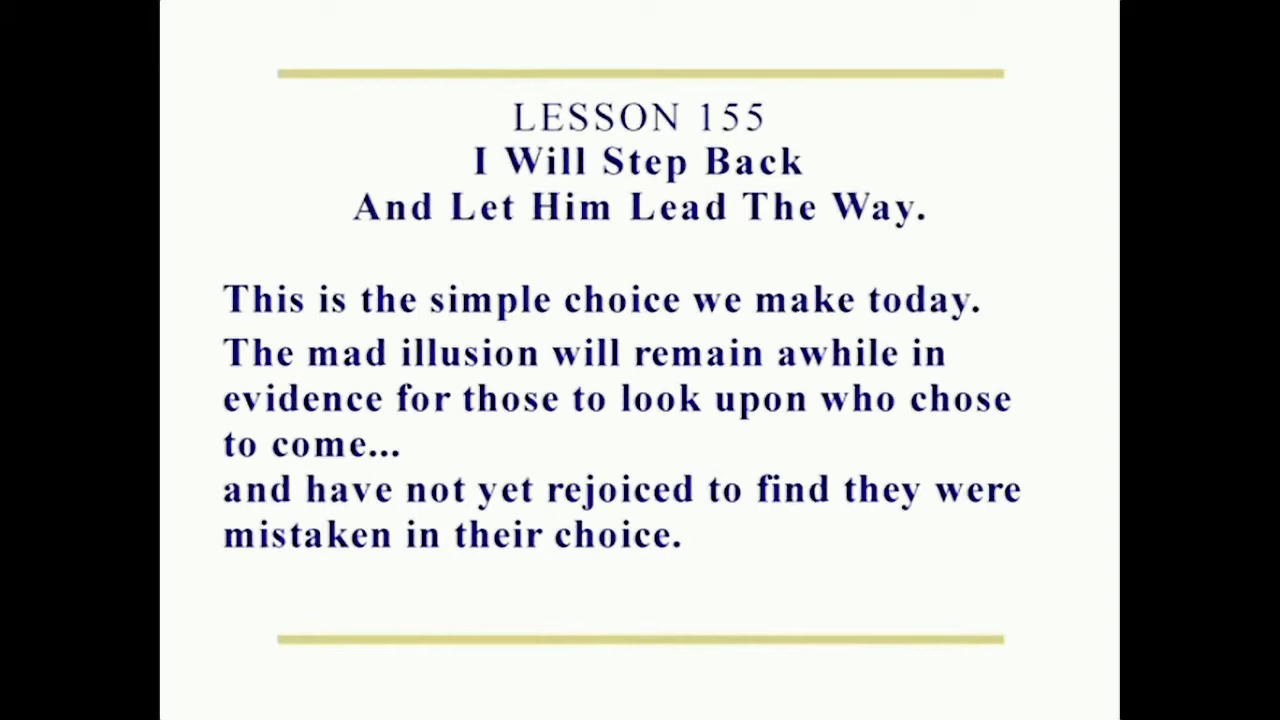 LESSON 155
I Will Step Back
And Let Him Lead The Way.
This is the simple choice we make today.
The mad illusion will remain awhile in
evidence for those to look upon who chose
to come...
and have not yet rejoiced to find they were
mistaken in their choice.